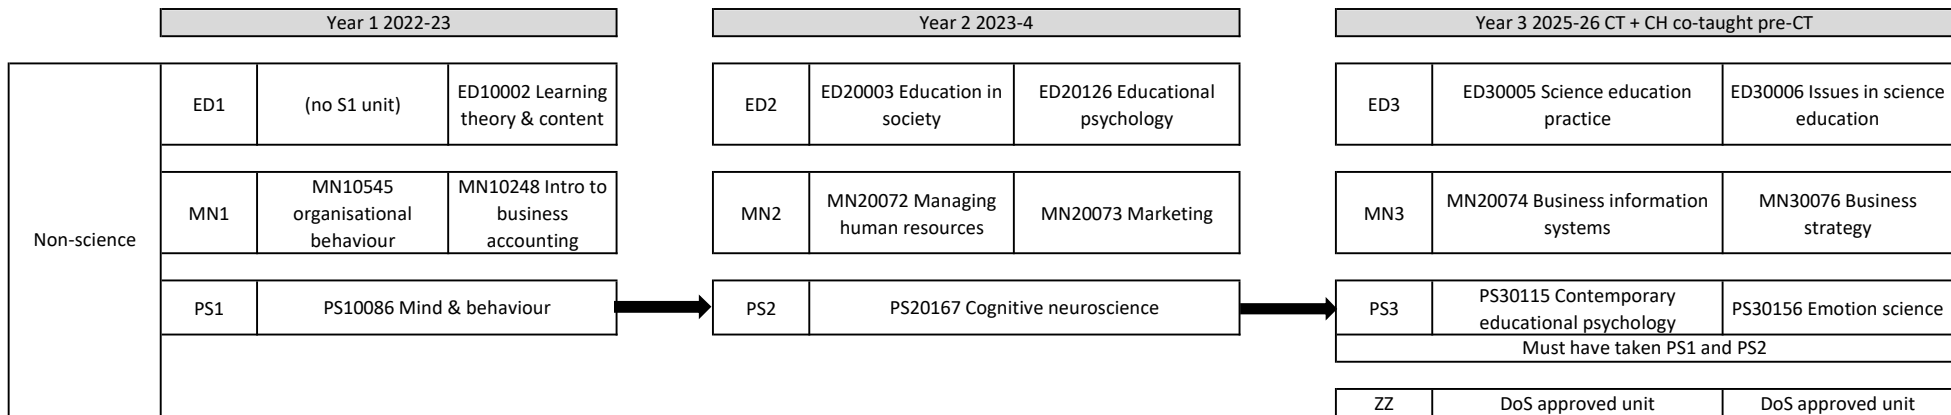 Year 1 2022-23
Year 2 2023-4
Year 3 2025-26 CT + CH co-taught pre-CT
Non-science
ED1
(no S1 unit)
ED10002 Learning
theory & content
ED2
ED20003 Education in
society
ED20126 Educational
psychology
ED3
ED30005 Science education
practice
ED30006 Issues in science
education
MN1
MN10545
organisational
behaviour
MN10248 Intro to
business
accounting
MN2
MN20072 Managing
human resources
MN20073 Marketing
MN3
MN20074 Business information
systems
MN30076 Business
strategy
PS1
PS10086 Mind & behaviour
PS2
PS20167 Cognitive neuroscience
PS3
PS30115 Contemporary
educational psychology
PS30156 Emotion science
Must have taken PS1 and PS2
ZZ
DoS approved unit
DoS approved unit